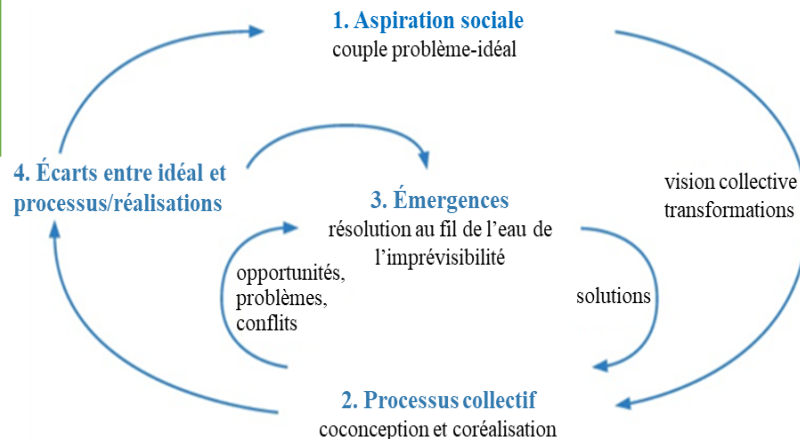 1. Aspiration sociale
couple problème-idéal
4. Écarts entre idéal et
processus/réalisations
vision collective
transformations
3. Émergences
résolution au fil de l’eau de
l’imprévisibilité
opportunités,
problèmes,
conflits
solutions
2. Processus collectif
coconception et coréalisation